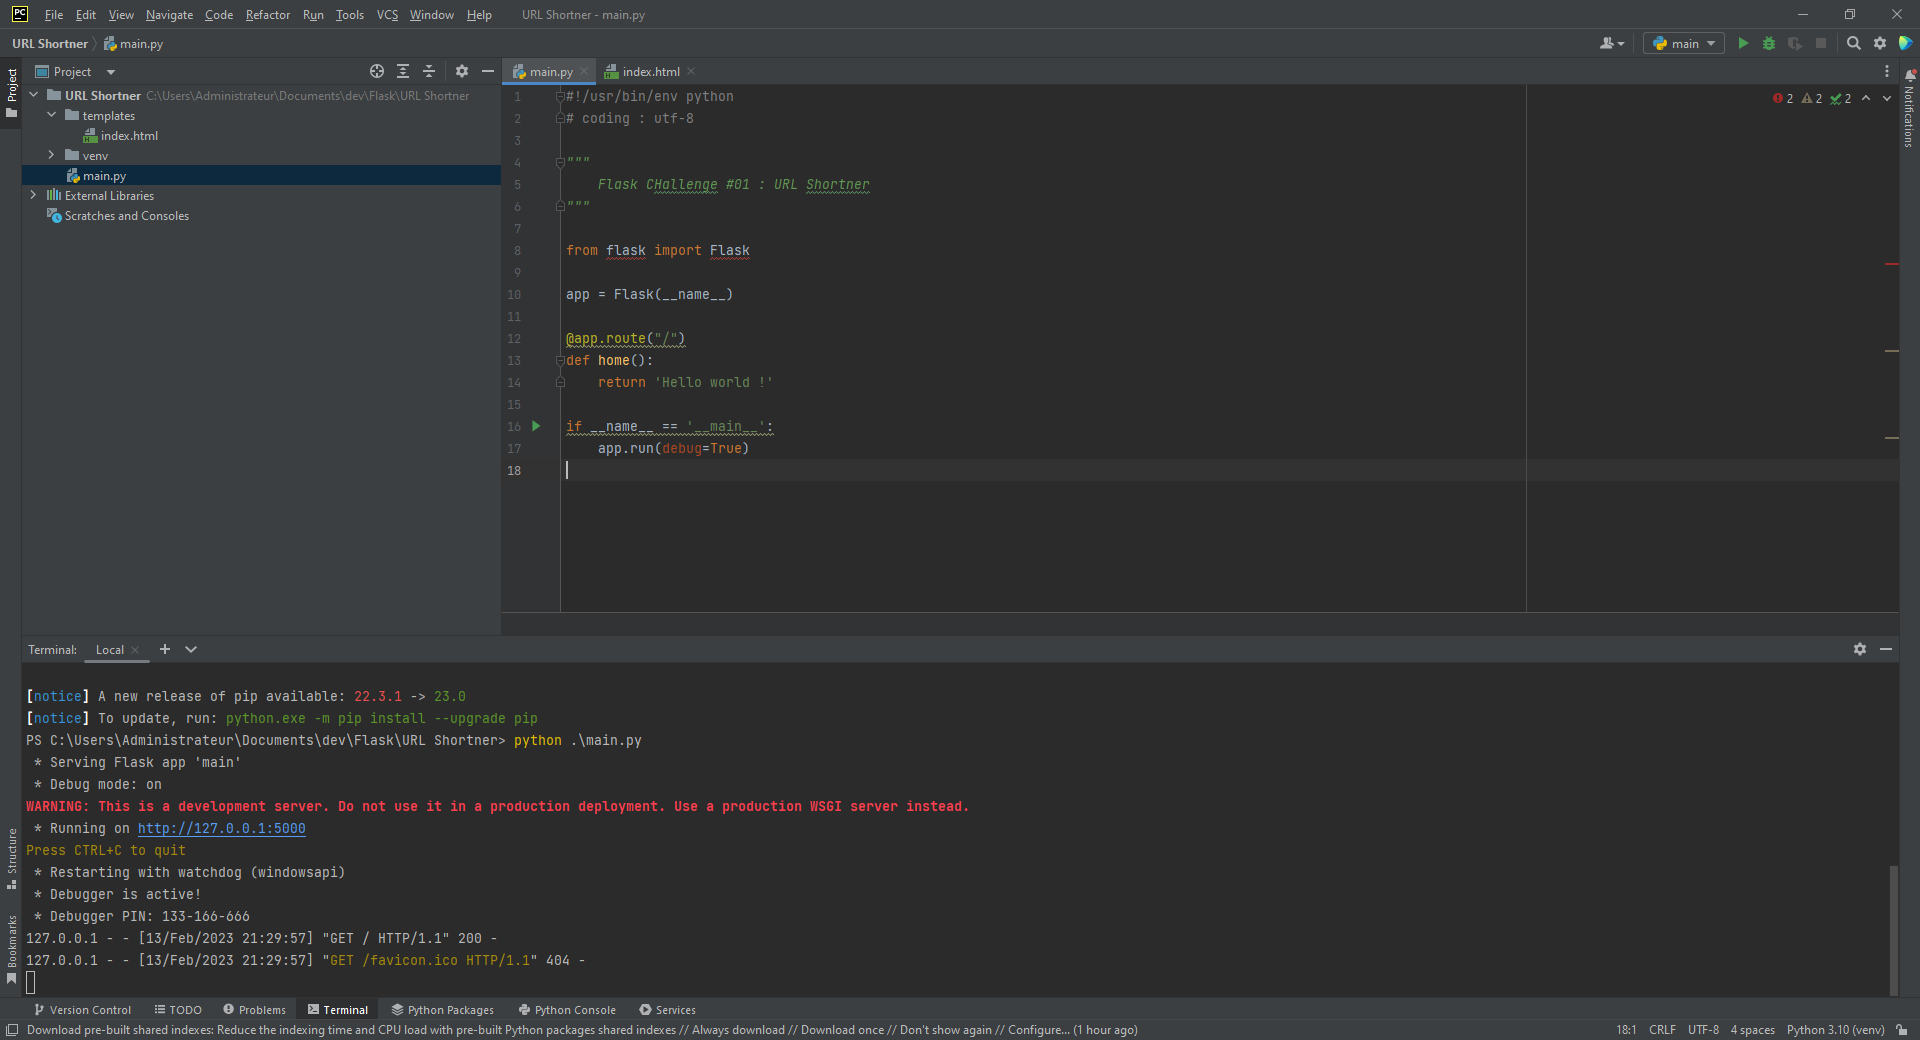 PC File Edit View Navigate Code Refactor Run Tools VCS Window Help URL Shortner - main.py
URL Shortner main.py main
Project
Project
main.py index.html
URL Shortner C:\Users\Administrateur\Documents\dev\Flask\URL Shortner
templates
index.html
venv
main.py
External Libraries
Scratches and Consoles
1 #!/usr/bin/env python
2 # coding : utf-8
3
4 """
5 Flask CHallenge #01 : URL Shortner
6 """
7
8 from flask import Flask
9
10 app = Flask(__name__)
11
12 @app.route("/")
13 def home():
14 return 'Hello world !'
15
16 if __name__ == '__main__':
17 app.run(debug=True)
18
2 2 2
Notifications
Terminal: Local
[notice] A new release of pip available: 22.3.1 -> 23.0
[notice] To update, run: python.exe -m pip install --upgrade pip
PS C:\Users\Administrateur\Documents\dev\Flask\URL Shortner> python .\main.py
* Serving Flask app 'main'
* Debug mode: on
WARNING: This is a development server. Do not use it in a production deployment. Use a production WSGI server instead.
* Running on http://127.0.0.1:5000
Press CTRL+C to quit
* Restarting with watchdog (windowsapi)
* Debugger is active!
* Debugger PIN: 133-166-666
127.0.0.1 - - [13/Feb/2023 21:29:57] "GET / HTTP/1.1" 200 -
127.0.0.1 - - [13/Feb/2023 21:29:57] "GET /favicon.ico HTTP/1.1" 404 -
Structure
Bookmarks
Version Control TODO Problems Terminal Python Packages Python Console Services
Download pre-built shared indexes: Reduce the indexing time and CPU load with pre-built Python packages shared indexes // Always download // Download once // Don't show again // Configure... (1 hour ago) 18:1 CRLF UTF-8 4 spaces Python 3.10 (venv)